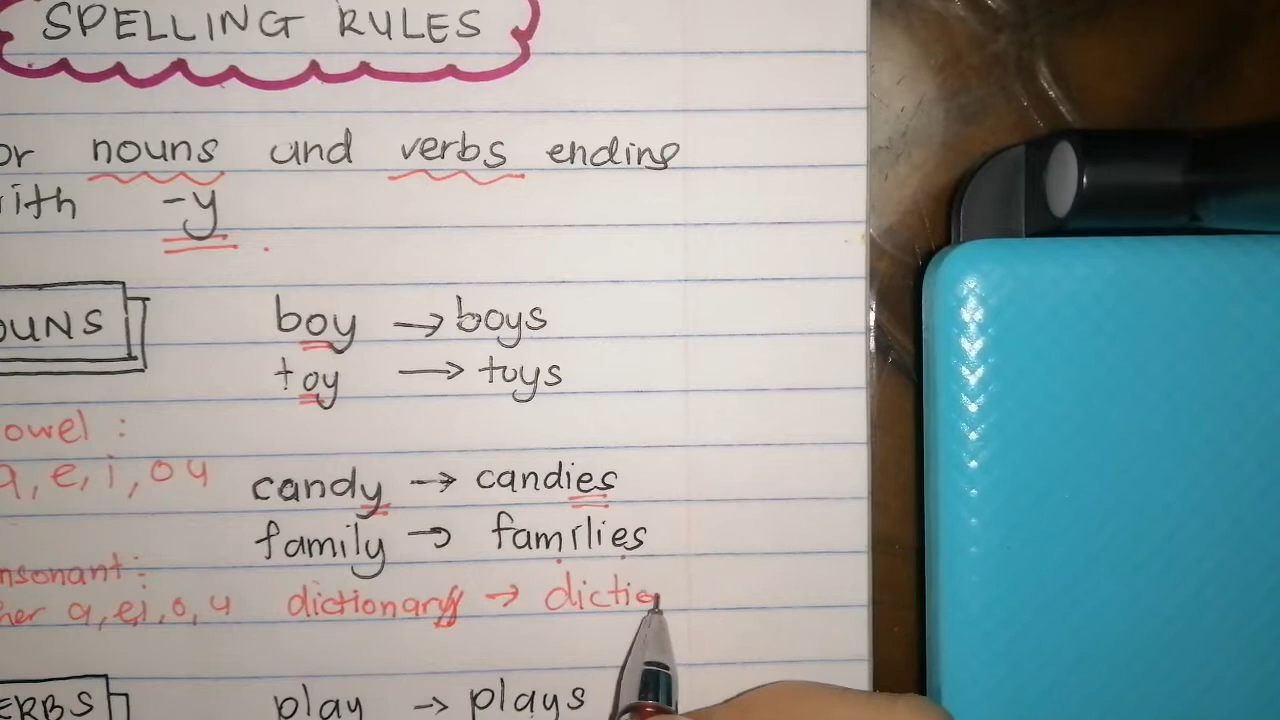 SPELLING RULES
or nouns and verbs ending
ith -y.
OUNS
boy → boys
toy → toys
owel :
a, e, i, o u
candy → candies
family → families
nsonant :
her a, e, i, o, u dictionary → dictio
ERBS
play → plays